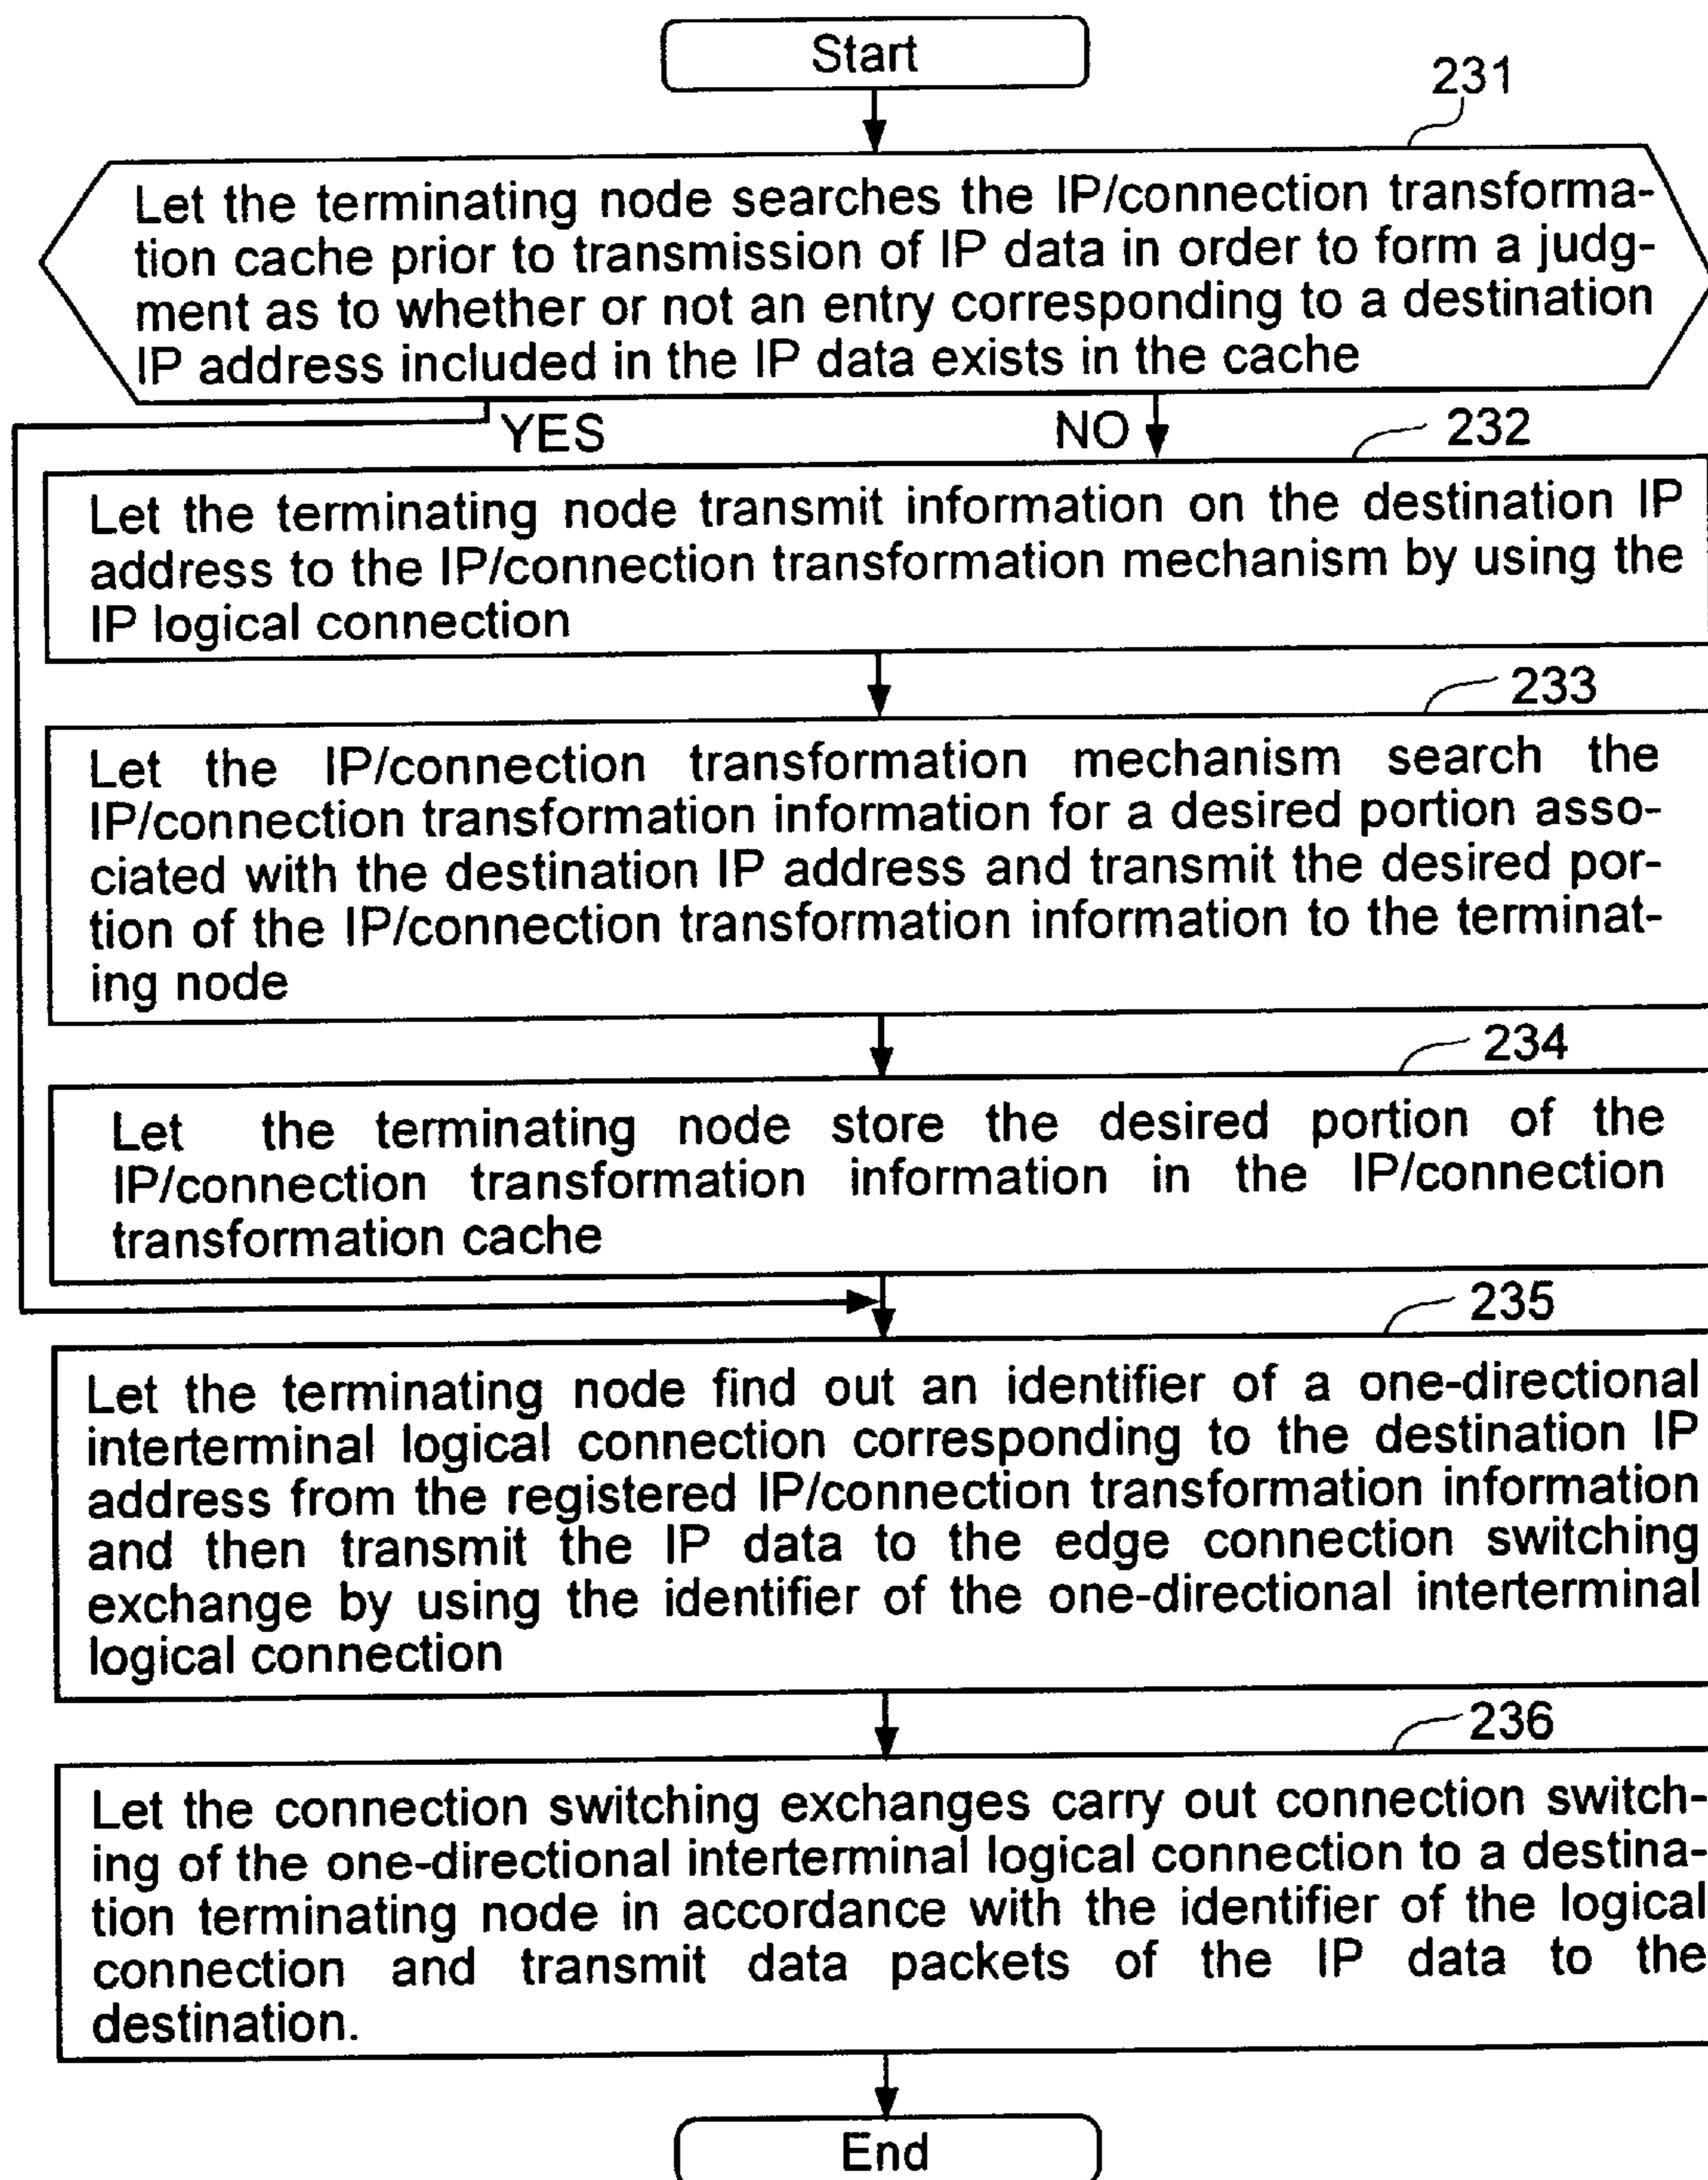 Start
231
Let the terminating node searches the IP/connection transforma-
tion cache prior to transmission of IP data in order to form a judg-
ment as to whether or not an entry corresponding to a destination
IP address included in the IP data exists in the cache
YES
NO
232
Let the terminating node transmit information on the destination IP
address to the IP/connection transformation mechanism by using the
IP logical connection
233
Let the IP/connection transformation mechanism search the
IP/connection transformation information for a desired portion asso-
ciated with the destination IP address and transmit the desired por-
tion of the IP/connection transformation information to the terminat-
ing node
234
Let the terminating node store the desired portion of the
IP/connection transformation information in the IP/connection
transformation cache
235
Let the terminating node find out an identifier of a one-directional
interterminal logical connection corresponding to the destination IP
address from the registered IP/connection transformation information
and then transmit the IP data to the edge connection switching
exchange by using the identifier of the one-directional interterminal
logical connection
236
Let the connection switching exchanges carry out connection switch-
ing of the one-directional interterminal logical connection to a destina-
tion terminating node in accordance with the identifier of the logical
connection and transmit data packets of the IP data to the
destination.
End